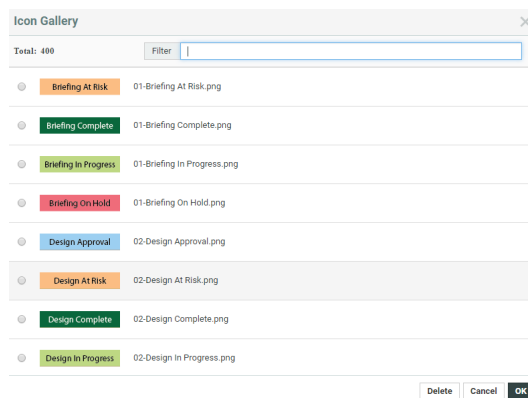 Icon Gallery
Total: 400 Filter
Briefing At Risk 01-Briefing At Risk.png
Briefing Complete 01-Briefing Complete.png
Briefing In Progress 01-Briefing In Progress.png
Briefing On Hold 01-Briefing On Hold.png
Design Approval 02-Design Approval.png
Design At Risk 02-Design At Risk.png
Design Complete 02-Design Complete.png
Design In Progress 02-Design In Progress.png
Delete Cancel OK